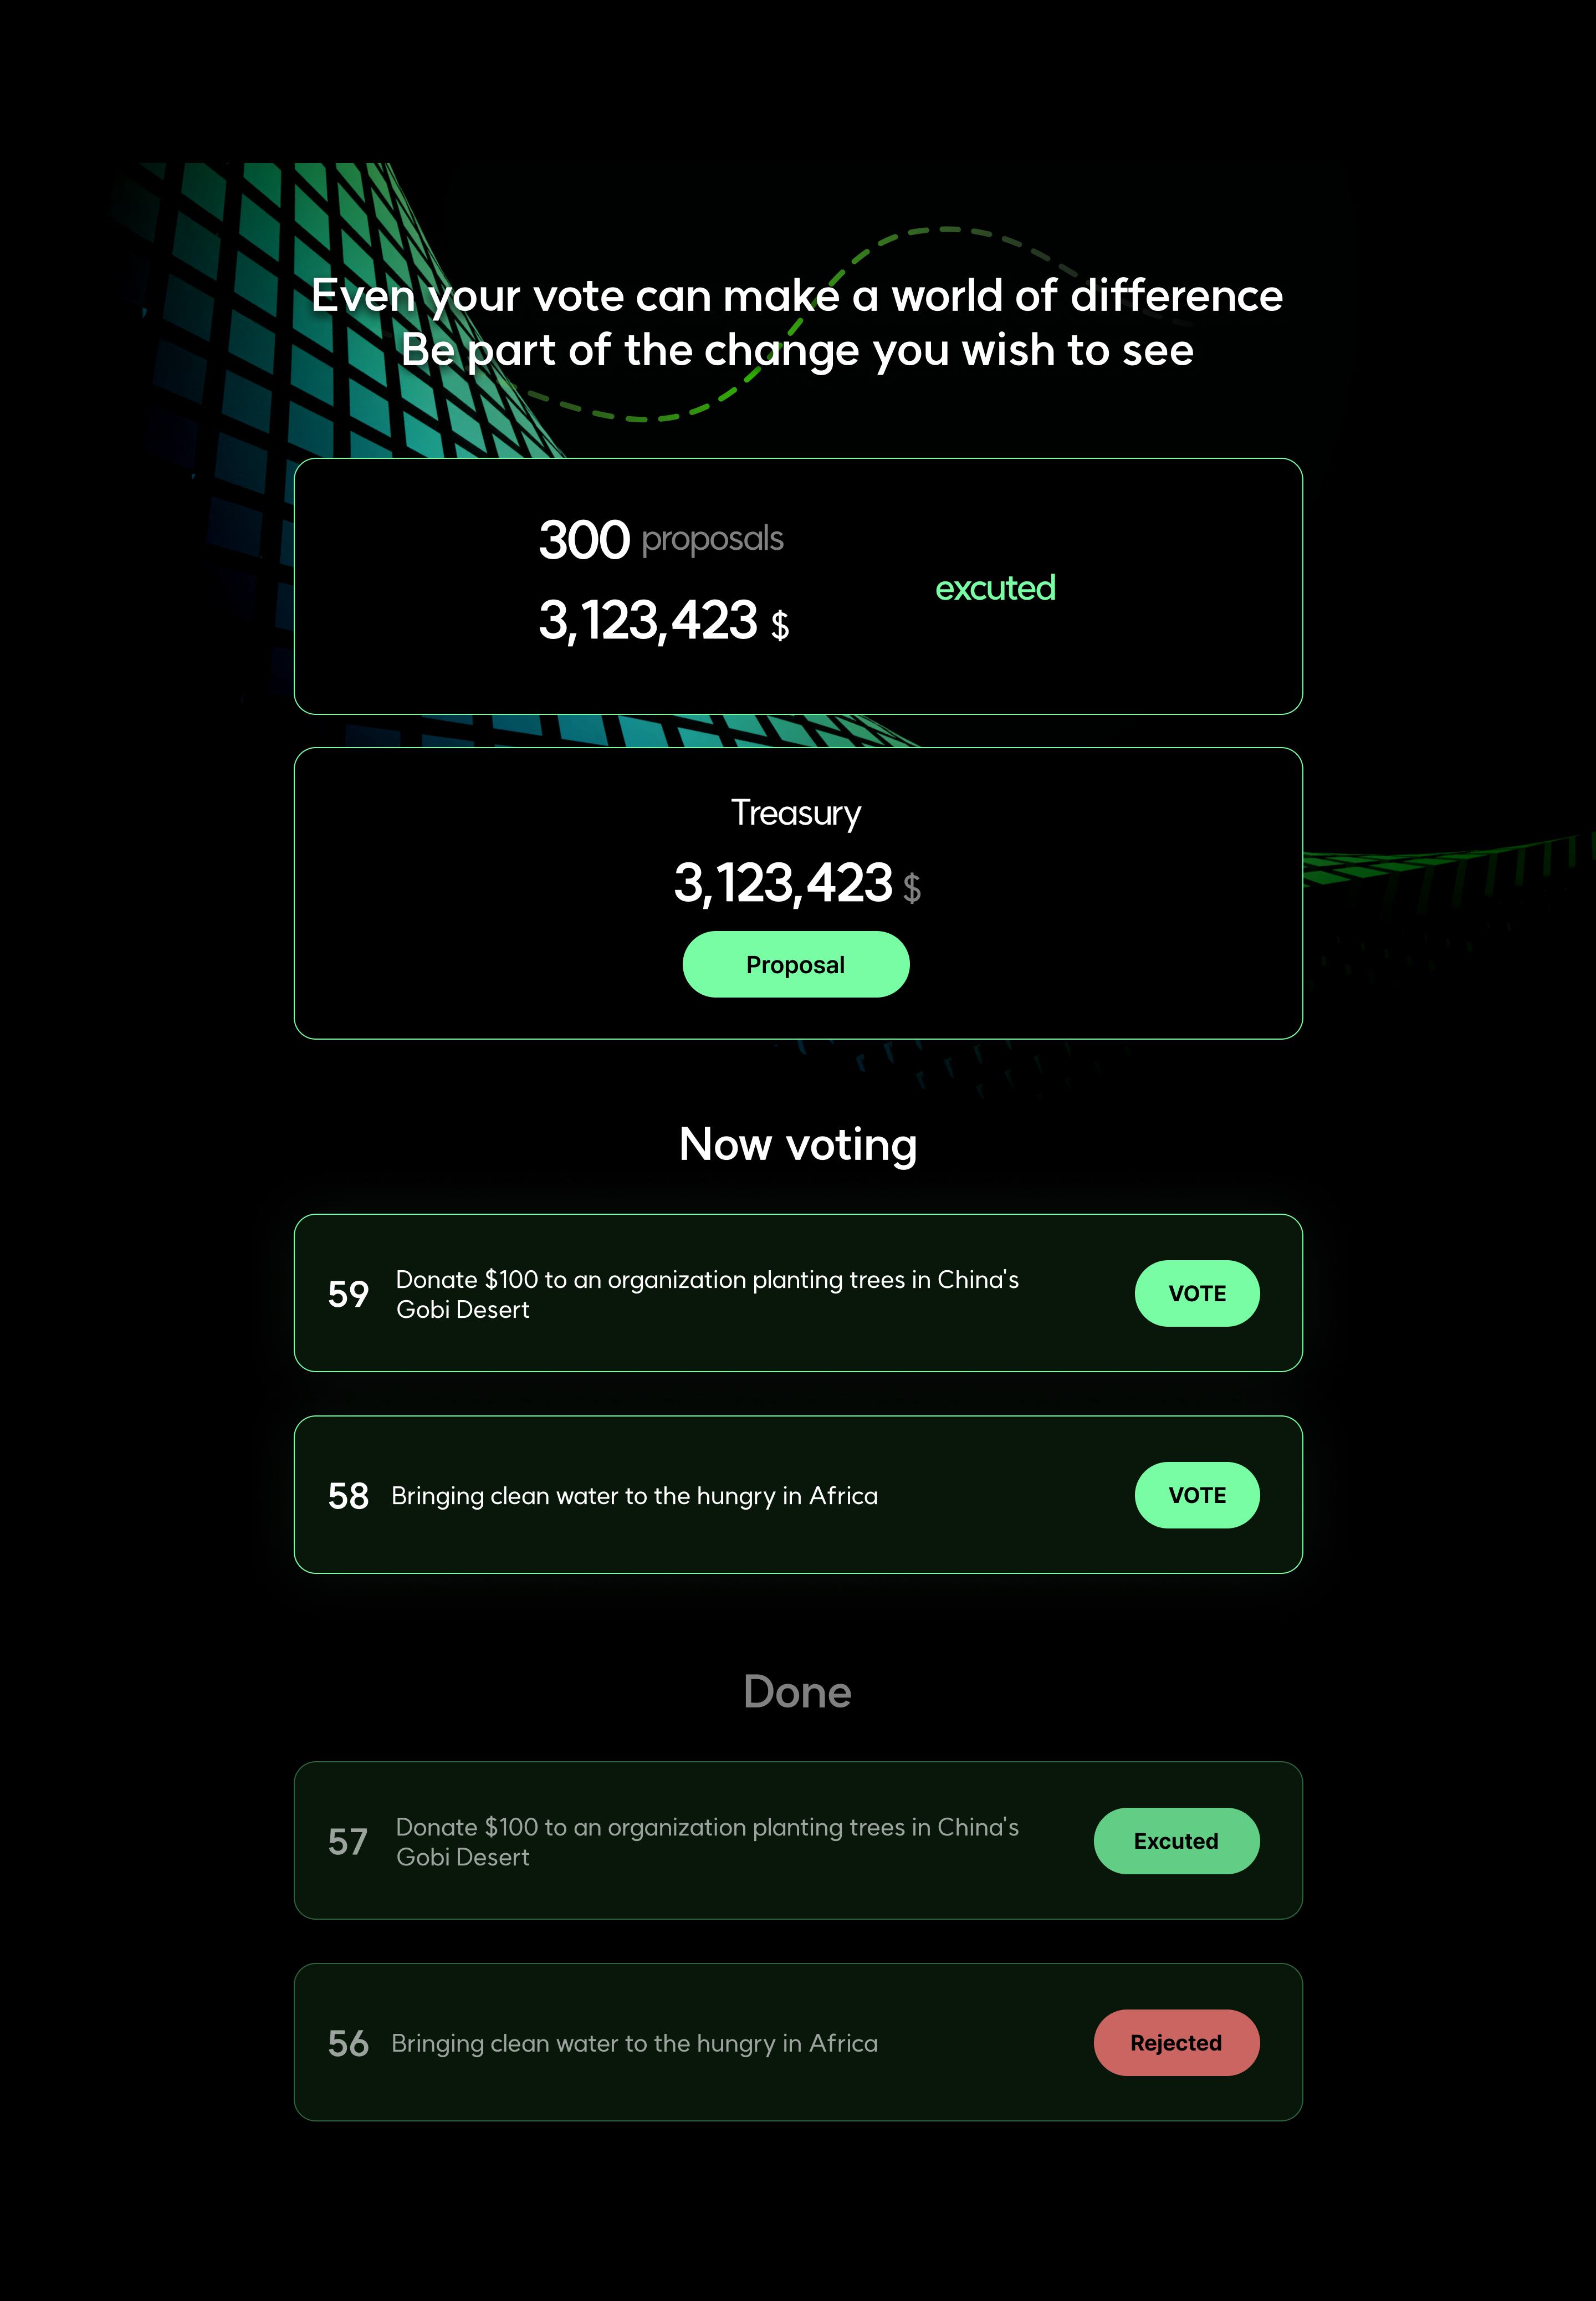 Even your vote can make a world of difference
Be part of the change you wish to see
300 proposals
3,123,423 $
excuted
Treasury
3,123,423 $
Proposal
Now voting
59
Donate $100 to an organization planting trees in China's
Gobi Desert
VOTE
58 Bringing clean water to the hungry in Africa
VOTE
Done
57
Donate $100 to an organization planting trees in China's
Gobi Desert
Excuted
56 Bringing clean water to the hungry in Africa
Rejected